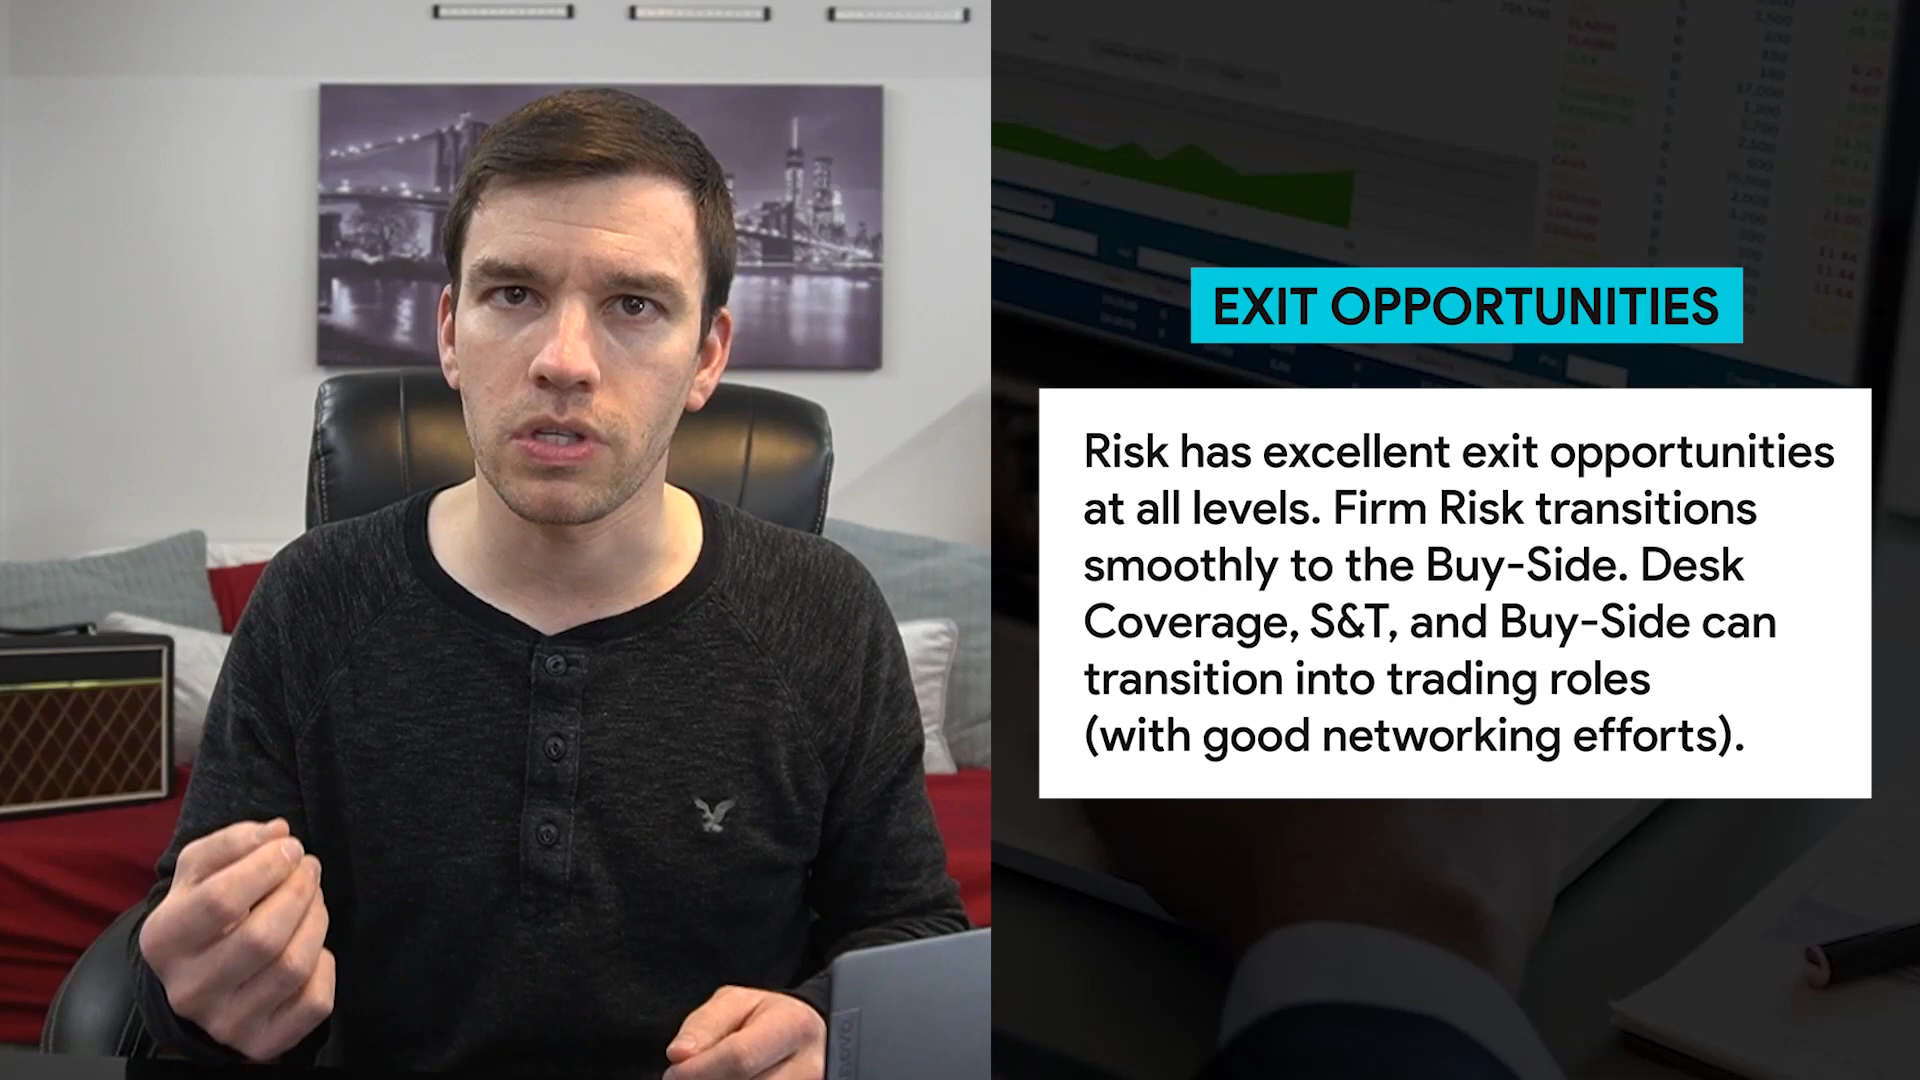 EXIT OPPORTUNITIES
Risk has excellent exit opportunities
at all levels. Firm Risk transitions
smoothly to the Buy-Side. Desk
Coverage, S&T, and Buy-Side can
transition into trading roles
(with good networking efforts).